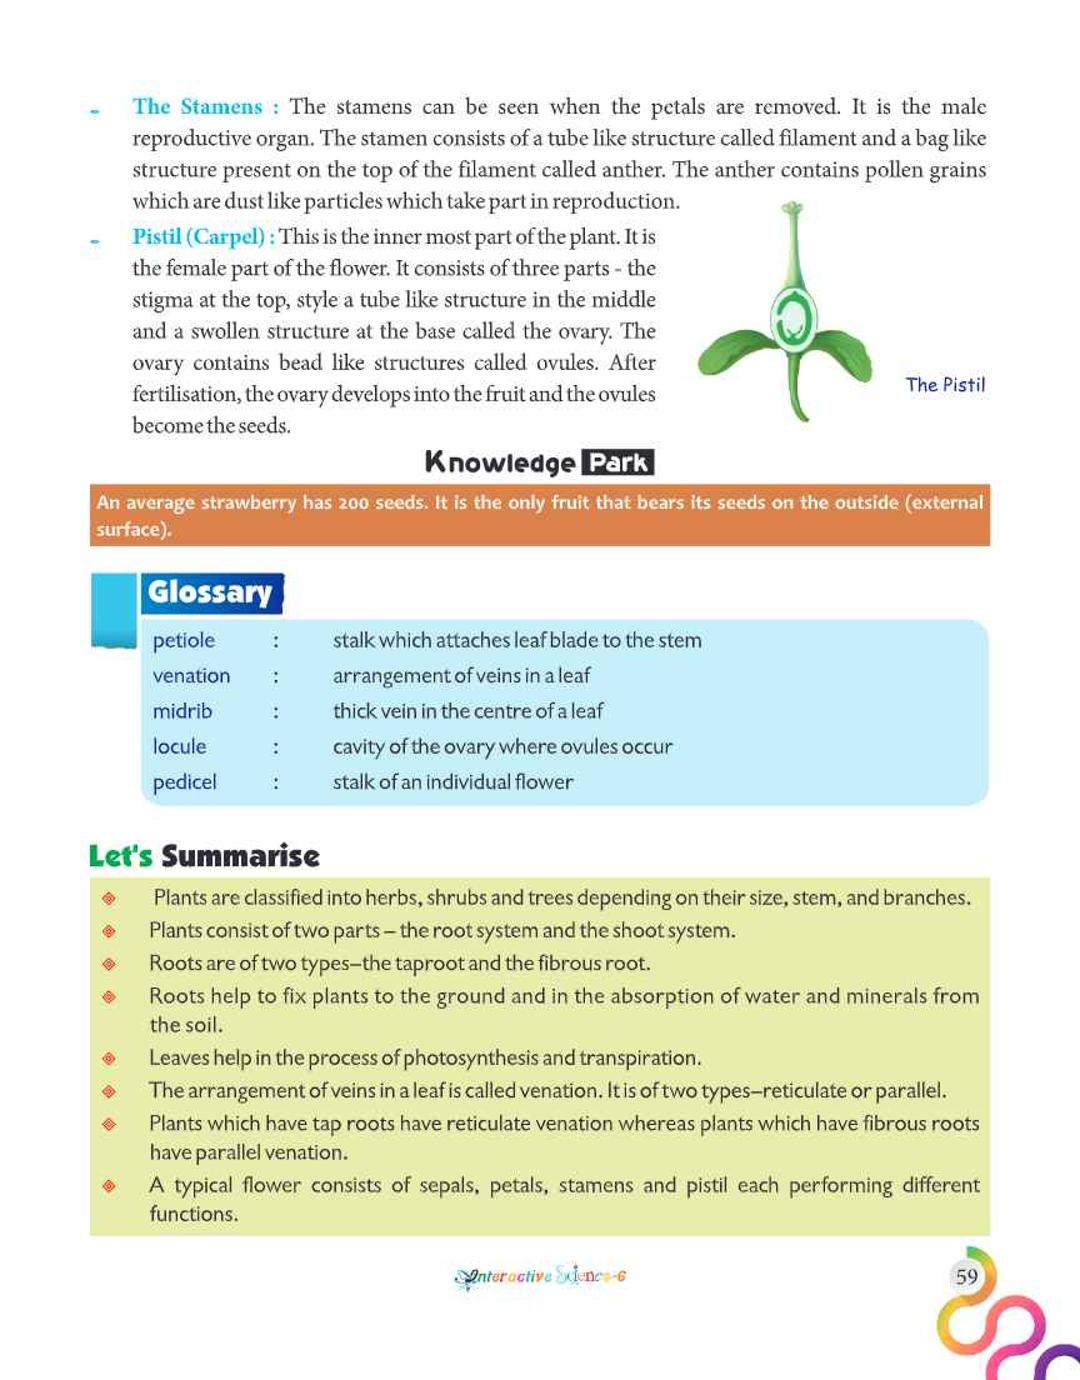 The Stamens : The stamens can be seen when the petals are removed. It is the male
reproductive organ. The stamen consists of a tube like structure called filament and a bag like
structure present on the top of the filament called anther. The anther contains pollen grains
which are dust like particles which take part in reproduction.
Pistil (Carpel) : This is the inner most part of the plant. It is
the female part of the flower. It consists of three parts - the
stigma at the top, style a tube like structure in the middle
and a swollen structure at the base called the ovary. The
ovary contains bead like structures called ovules. After
fertilisation, the ovary develops into the fruit and the ovules
become the seeds.
The Pistil
Knowledge Park
An average strawberry has 200 seeds. It is the only fruit that bears its seeds on the outside (external
surface).
Glossary
petiole : stalk which attaches leaf blade to the stem
venation : arrangement of veins in a leaf
midrib : thick vein in the centre of a leaf
locule : cavity of the ovary where ovules occur
pedicel : stalk of an individual flower
Let's Summarise
Plants are classified into herbs, shrubs and trees depending on their size, stem, and branches.
Plants consist of two parts – the root system and the shoot system.
Roots are of two types–the taproot and the fibrous root.
Roots help to fix plants to the ground and in the absorption of water and minerals from
the soil.
Leaves help in the process of photosynthesis and transpiration.
The arrangement of veins in a leaf is called venation. It is of two types–reticulate or parallel.
Plants which have tap roots have reticulate venation whereas plants which have fibrous roots
have parallel venation.
A typical flower consists of sepals, petals, stamens and pistil each performing different
functions.
Interactive Science-6
59